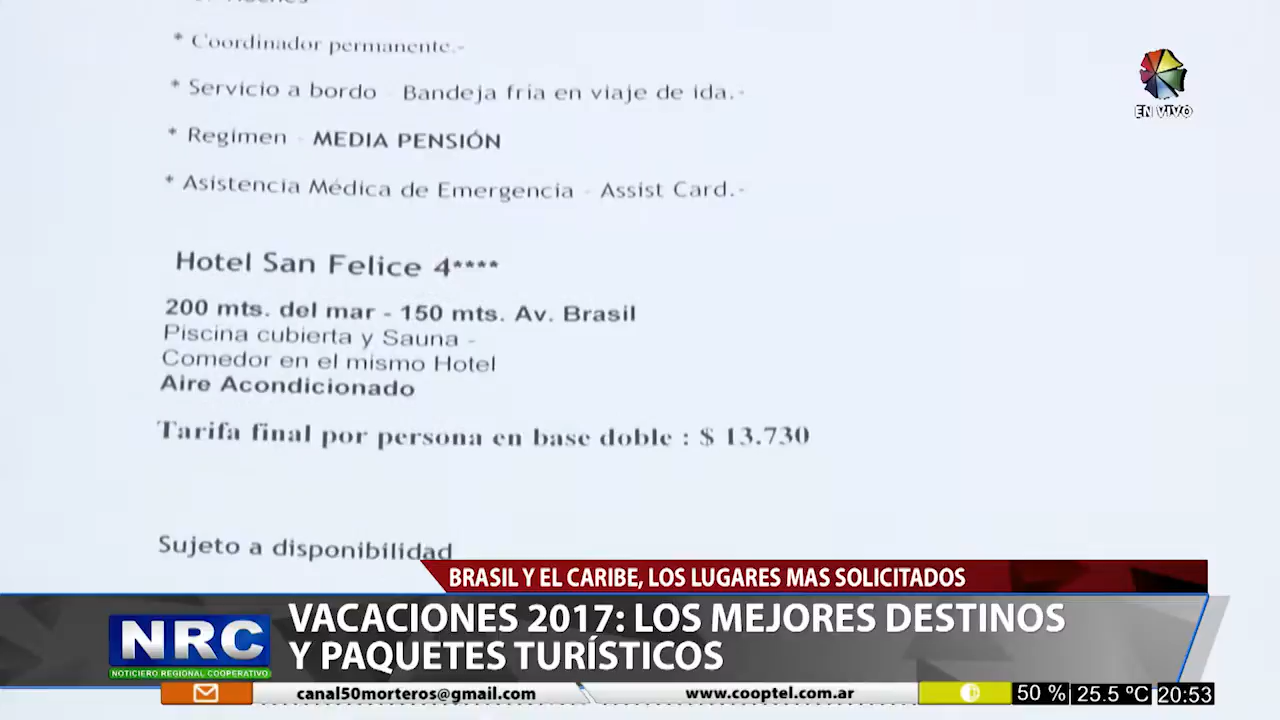 * Coordinador permanente.-
* Servicio a bordo - Bandeja fria en viaje de ida.-
* Regimen - MEDIA PENSIÓN
* Asistencia Médica de Emergencia - Assist Card.-
Hotel San Felice 4****
200 mts. del mar - 150 mts. Av. Brasil
Piscina cubierta y Sauna -
Comedor en el mismo Hotel
Aire Acondicionado
Tarifa final por persona en base doble : $ 13.730
Sujeto a disponibilidad
EN VIVO
BRASIL Y EL CARIBE, LOS LUGARES MAS SOLICITADOS
VACACIONES 2017: LOS MEJORES DESTINOS
Y PAQUETES TURÍSTICOS
NRC
NOTICIERO REGIONAL COOPERATIVO
canal50morteros@gmail.com
www.cooptel.com.ar
50 % 25.5 ºC 20:53